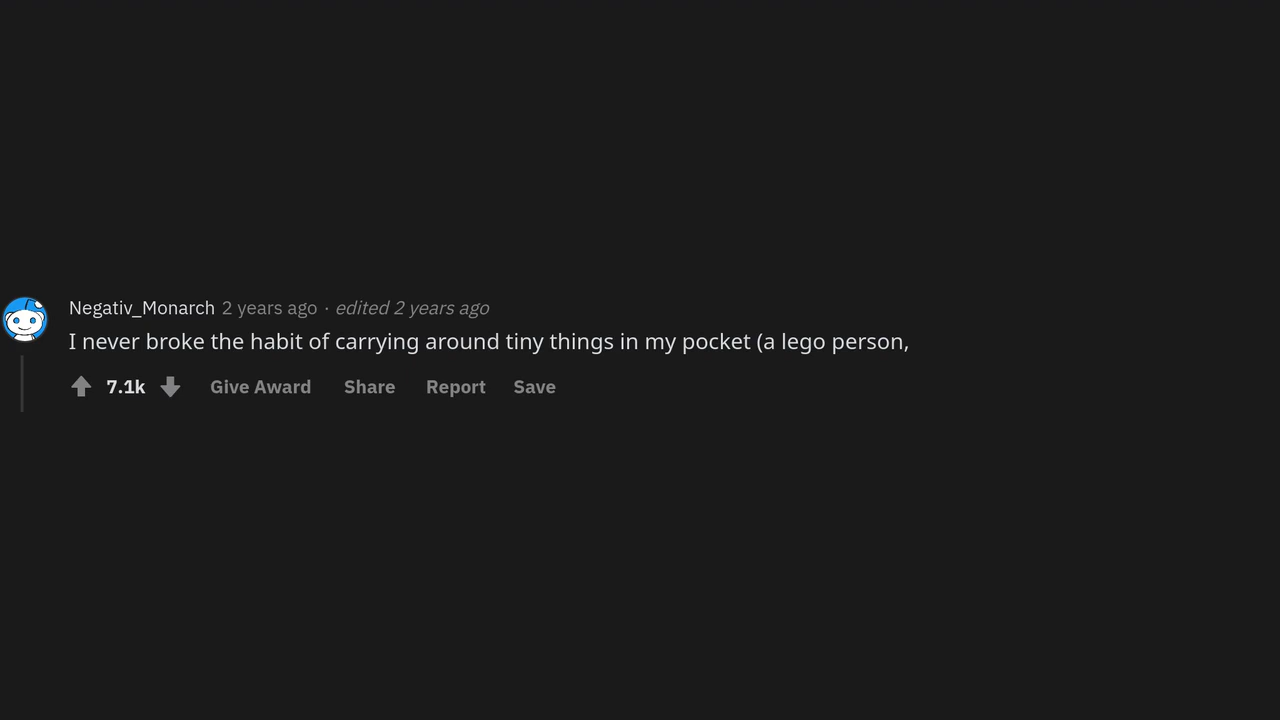 Negativ_Monarch 2 years ago · edited 2 years ago
I never broke the habit of carrying around tiny things in my pocket (a lego person,
7.1k Give Award Share Report Save